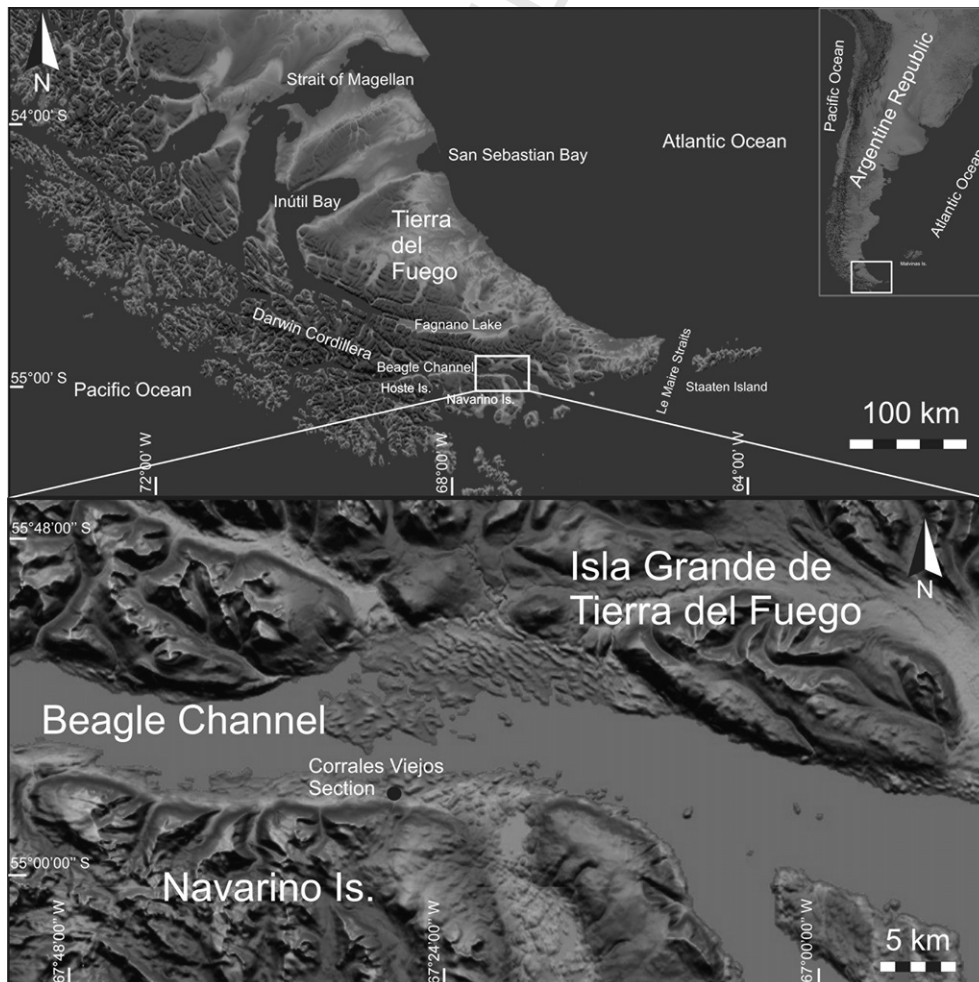 N
54°00' S
Strait of Magellan
Atlantic Ocean
San Sebastian Bay
Inútil Bay
Tierra
del
Fuego
Fagnano Lake
Darwin Cordillera
Beagle Channel
Hoste Is.
Navarino Is.
55°00' S
Pacific Ocean
Le Maire Straits
Staaten Island
100 km
72°00' W
68°00' W
64°00' W
Pacific Ocean
Argentine Republic
Atlantic Ocean
Malvinas Is.
55°48'00" S
Isla Grande de
Tierra del Fuego
N
Beagle Channel
Corrales Viejos
Section
55°00'00" S
Navarino Is.
67°48'00" W
67°24'00" W
67°00'00" W
5 km